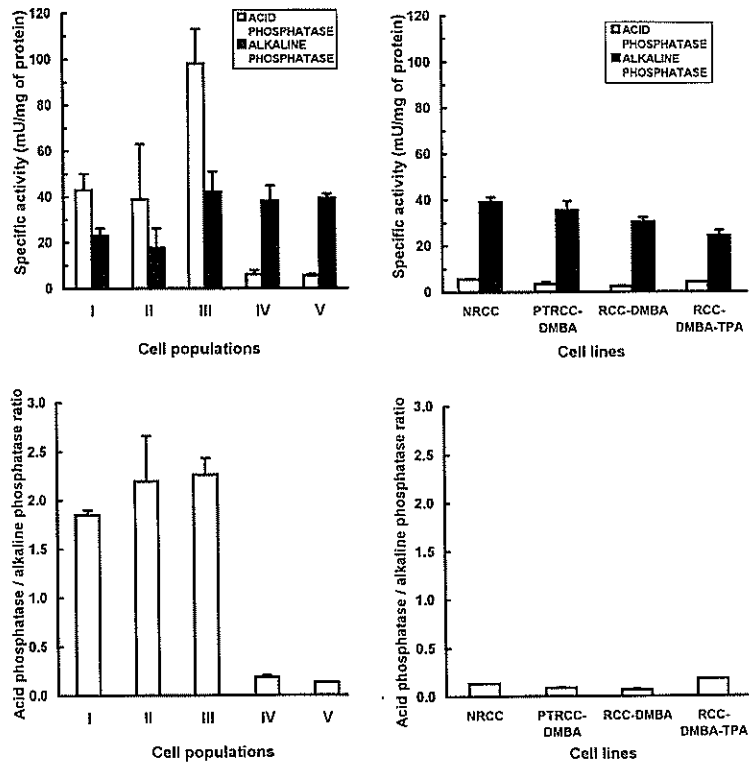 Specific activity (mU/mg of protein)
120
100
80
60
40
20
0
ACID
PHOSPHATASE
ALKALINE
PHOSPHATASE
I II III IV V
Cell populations
Specific activity (mU/mg of protein)
120
100
80
60
40
20
0
ACID
PHOSPHATASE
ALKALINE
PHOSPHATASE
NRCC PTRCC- RCC-DMBA RCC-
DMBA DMBA-TPA
Cell lines
Acid phosphatase / alkaline phosphatase ratio
3.0
2.5
2.0
1.5
1.0
0.5
0.0
I II III IV V
Cell populations
Acid phosphatase / alkaline phosphatase ratio
3.0
2.5
2.0
1.5
1.0
0.5
0.0
NRCC PTRCC- RCC-DMBA RCC-
DMBA DMBA-TPA
Cell lines